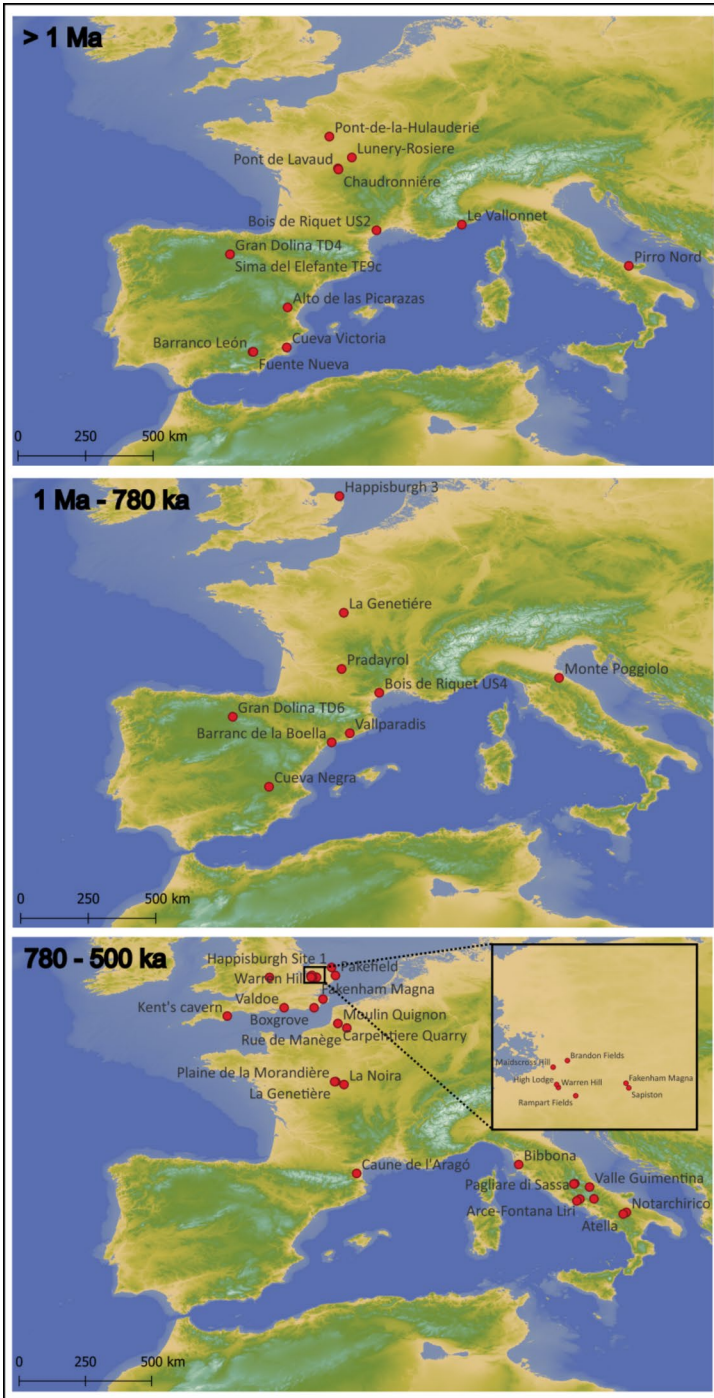 > 1 Ma
Pont-de-la-Hulauderie
Lunery-Rosiere
Pont de Lavaud
Chaudronniére
Bois de Riquet US2
Le Vallonnet
Gran Dolina TD4
Sima del Elefante TE9c
Pirro Nord
Alto de las Picarazas
Barranco León
Cueva Victoria
Fuente Nueva
0 250 500 km
1 Ma - 780 ka
Happisburgh 3
La Genetiére
Pradayrol
Monte Poggiolo
Bois de Riquet US4
Gran Dolina TD6
Vallparadis
Barranc de la Boella
Cueva Negra
0 250 500 km
780 - 500 ka
Happisburgh Site 1
Pakefield
Warren Hill
Fakenham Magna
Valdoe
Kent's cavern
Boxgrove
Moulin Quignon
Rue de Manège
Carpentiere Quarry
Plaine de la Morandière
La Noira
La Genetière
Brandon Fields
Maidscross Hill
High Lodge
Warren Hill
Fakenham Magna
Rampart Fields
Sapiston
Caune de l'Aragó
Bibbona
Pagliare di Sassa
Valle Guimentina
Arce-Fontana Liri
Notarchirico
Atella
0 250 500 km